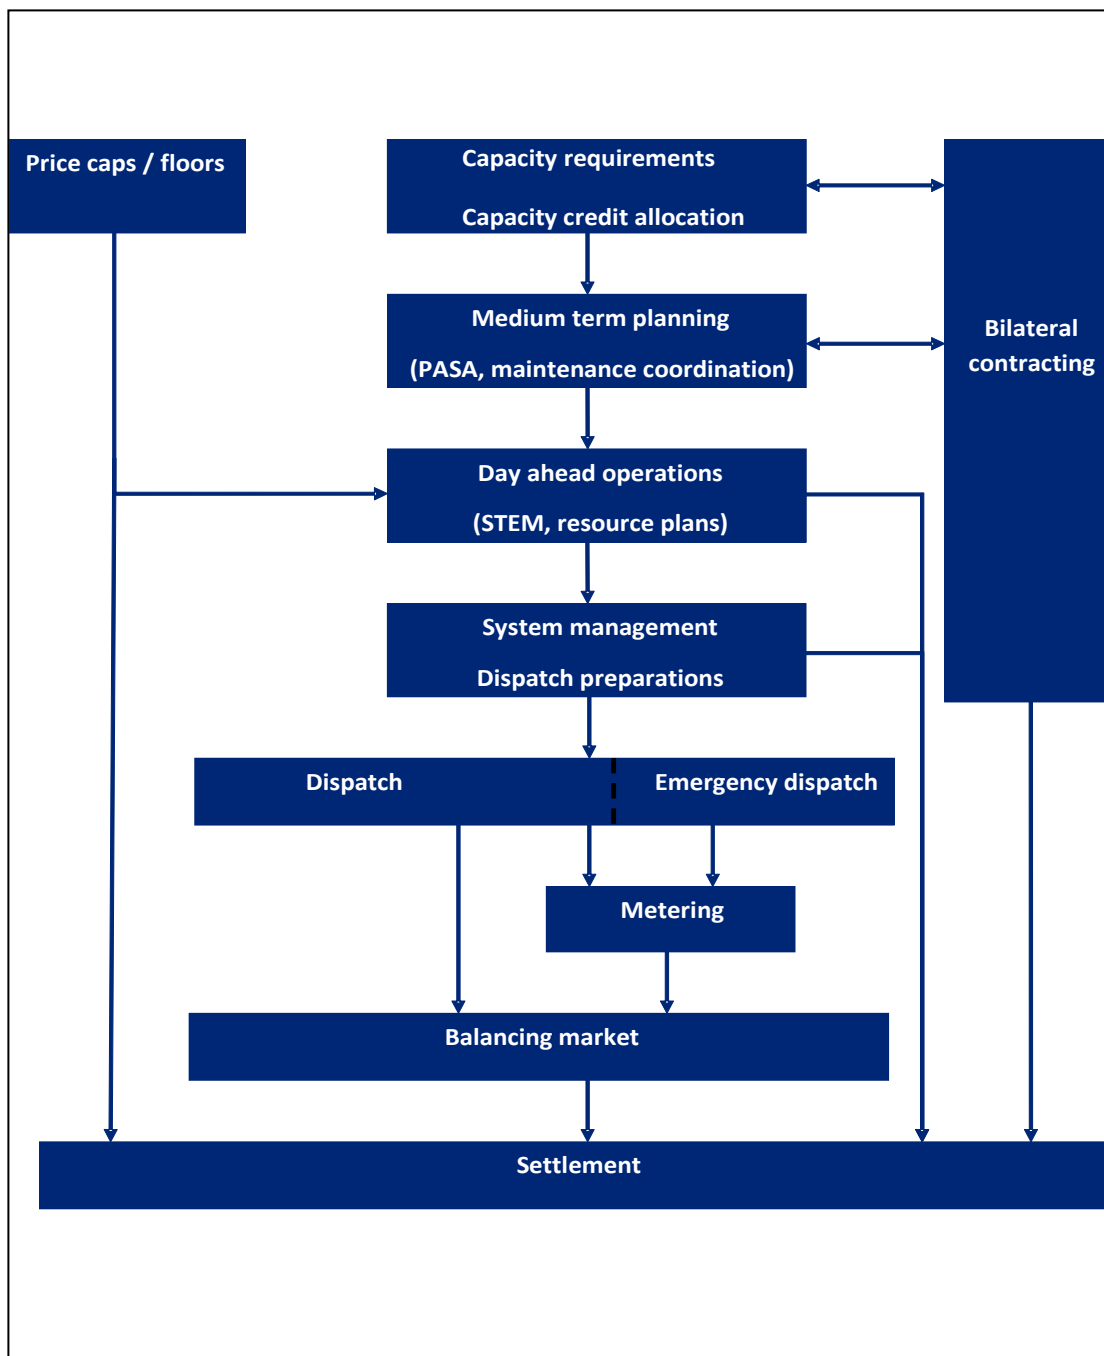 Price caps / floors
Capacity requirements
Capacity credit allocation
Medium term planning
(PASA, maintenance coordination)
Bilateral
contracting
Day ahead operations
(STEM, resource plans)
System management
Dispatch preparations
Dispatch
Emergency dispatch
Metering
Balancing market
Settlement